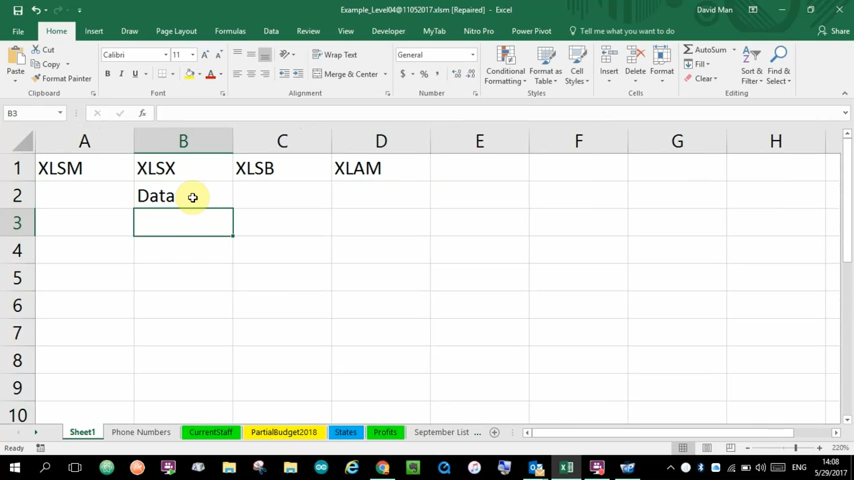 Example_Level04@11052017.xlsm [Repaired] - Excel
David Man
File Home Insert Draw Page Layout Formulas Data Review View Developer MyTab Nitro Pro Power Pivot Tell me what you want to do Share
Paste
Cut
Copy
Format Painter
Clipboard
Calibri 11
B I U
Font
Wrap Text
Merge & Center
Alignment
General
$ % ,
Number
Conditional Formatting
Format as Table
Cell Styles
Styles
Insert
Delete
Format
Cells
AutoSum
Fill
Clear
Sort & Filter
Find & Select
Editing
B3 fx
A B C D E F G H
1 XLSM XLSX XLSB XLAM
2 Data
3
4
5
6
7
8
9
10
Sheet1 Phone Numbers CurrentStaff PartialBudget2018 States Profits September List ...
Ready 220%
ENG
14:08
5/29/2017